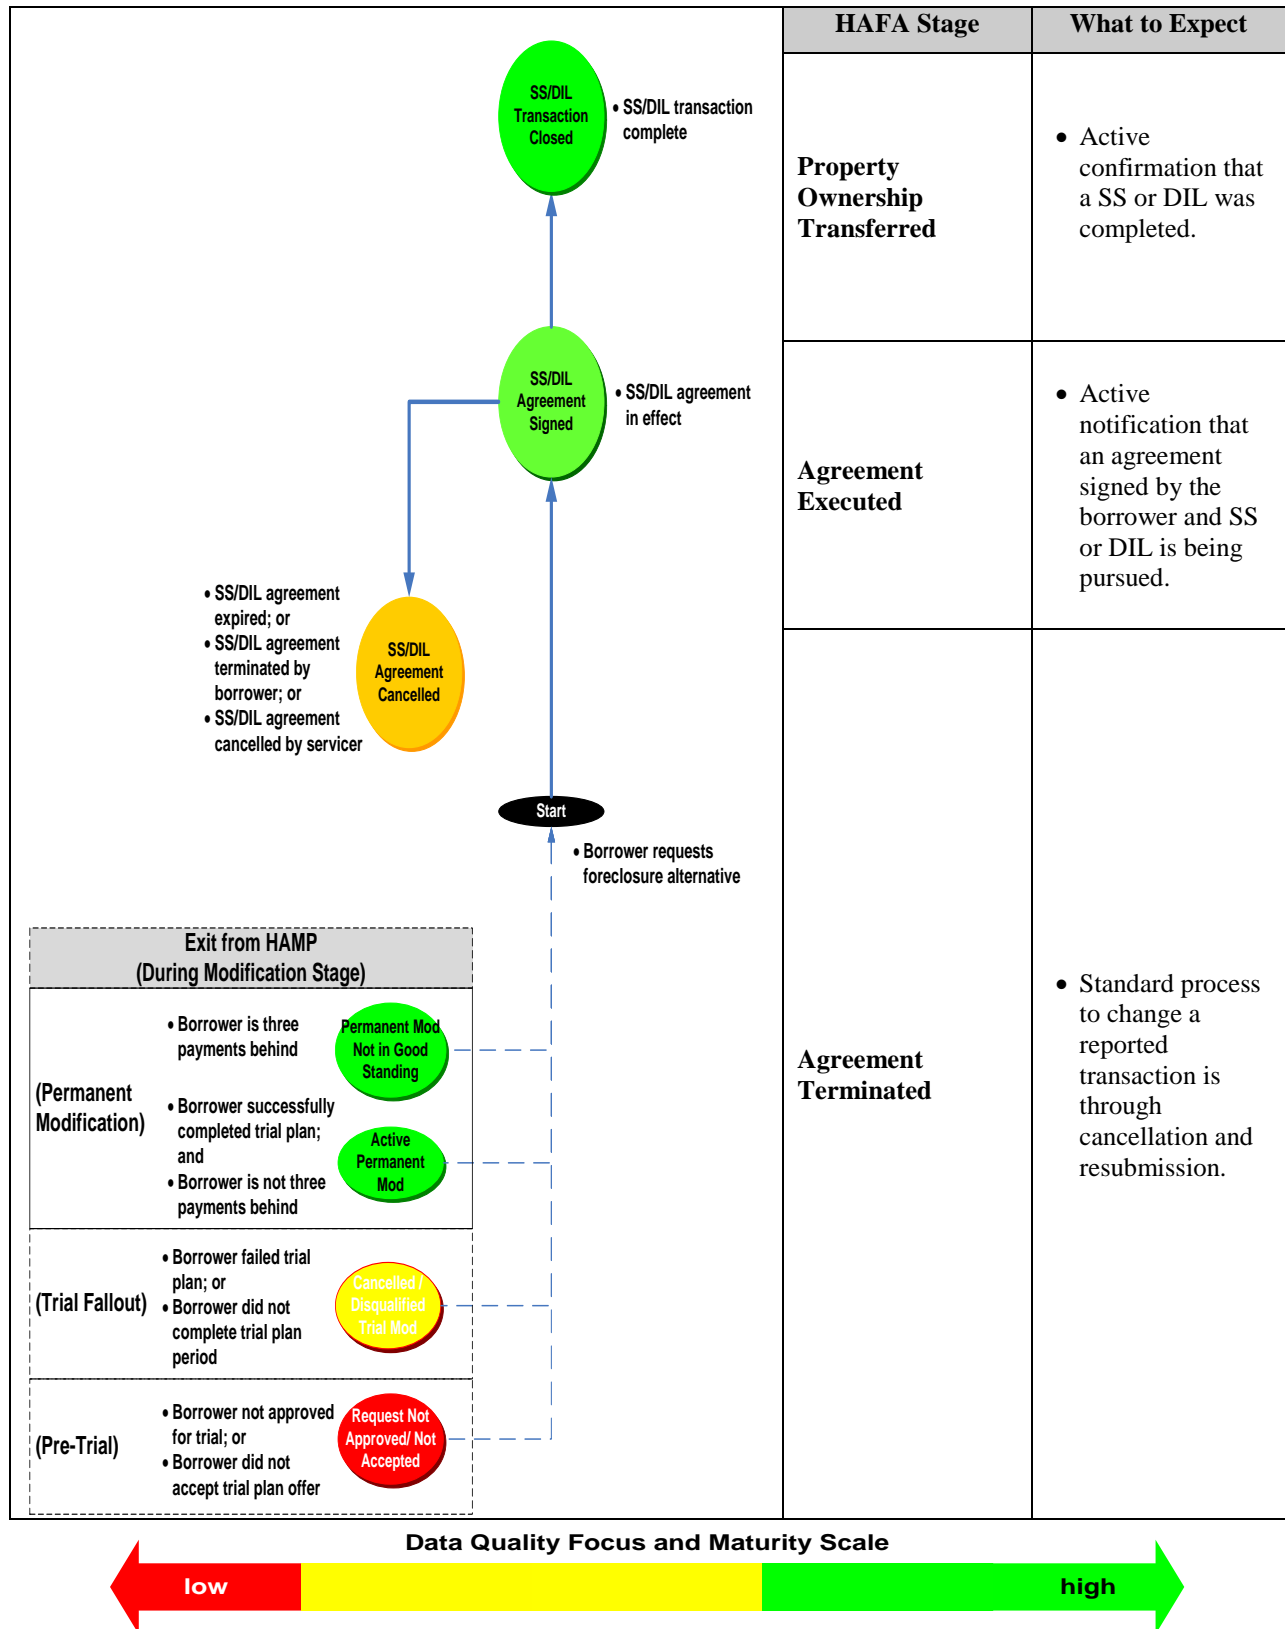 HAFA Stage
What to Expect
SS/DIL
Transaction
Closed
• SS/DIL transaction
complete
Property
Ownership
Transferred
• Active
confirmation that
a SS or DIL was
completed.
SS/DIL
Agreement
Signed
• SS/DIL agreement
in effect
Agreement
Executed
• Active
notification that
an agreement
signed by the
borrower and SS
or DIL is being
pursued.
• SS/DIL agreement
expired; or
• SS/DIL agreement
terminated by
borrower; or
• SS/DIL agreement
cancelled by servicer
SS/DIL
Agreement
Cancelled
Start
• Borrower requests
foreclosure alternative
Agreement
Terminated
• Standard process
to change a
reported
transaction is
through
cancellation and
resubmission.
Exit from HAMP
(During Modification Stage)
(Permanent
Modification)
• Borrower is three
payments behind
Permanent Mod
Not in Good
Standing
• Borrower successfully
completed trial plan;
and
• Borrower is not three
payments behind
Active
Permanent
Mod
(Trial Fallout)
• Borrower failed trial
plan; or
• Borrower did not
complete trial plan
period
Cancelled /
Disqualified
Trial Mod
(Pre-Trial)
• Borrower not approved
for trial; or
• Borrower did not
accept trial plan offer
Request Not
Approved/ Not
Accepted
Data Quality Focus and Maturity Scale
low
high